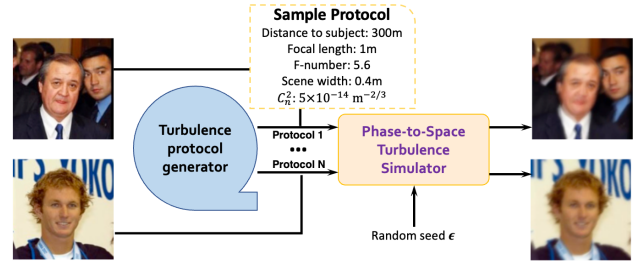 Sample Protocol
Distance to subject: 300m
Focal length: 1m
F-number: 5.6
Scene width: 0.4m
C_n^2: 5×10^{-14} m^{-2/3}
Turbulence
protocol
generator
Protocol 1
•••
Protocol N
Phase-to-Space
Turbulence
Simulator
Random seed ϵ
YOKO